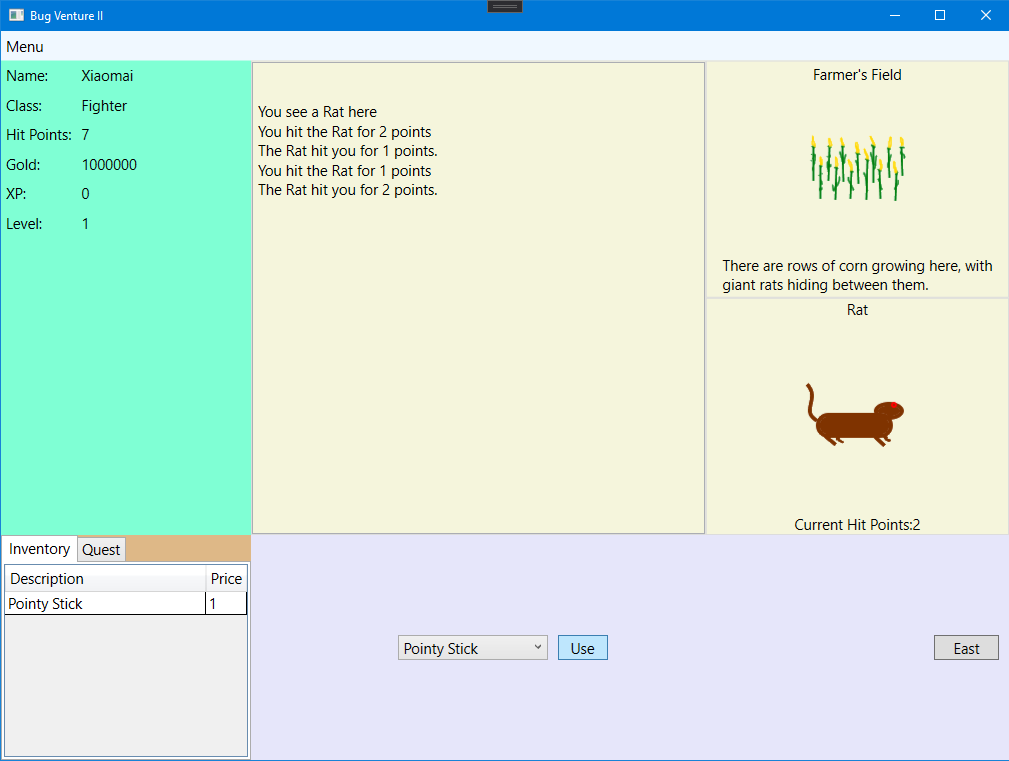 Bug Venture II
Menu
Name: Xiaomai
Class: Fighter
Hit Points: 7
Gold: 1000000
XP: 0
Level: 1
You see a Rat here
You hit the Rat for 2 points
The Rat hit you for 1 points.
You hit the Rat for 1 points
The Rat hit you for 2 points.
Farmer's Field
There are rows of corn growing here, with
giant rats hiding between them.
Rat
Current Hit Points:2
Inventory Quest
Description Price
Pointy Stick 1
Pointy Stick Use East